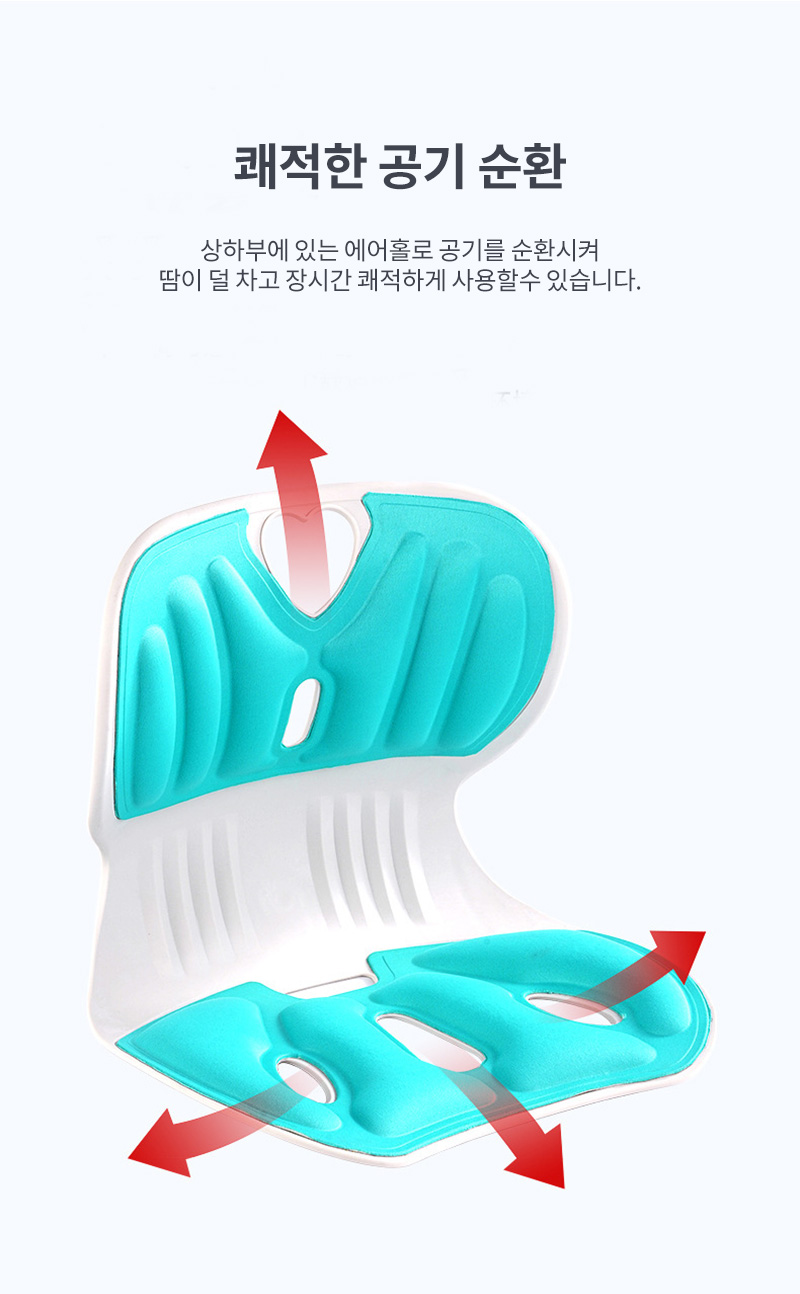 쾌적한 공기 순환
상하부에 있는 에어홀로 공기를 순환시켜
땀이 덜 차고 장시간 쾌적하게 사용할수 있습니다.